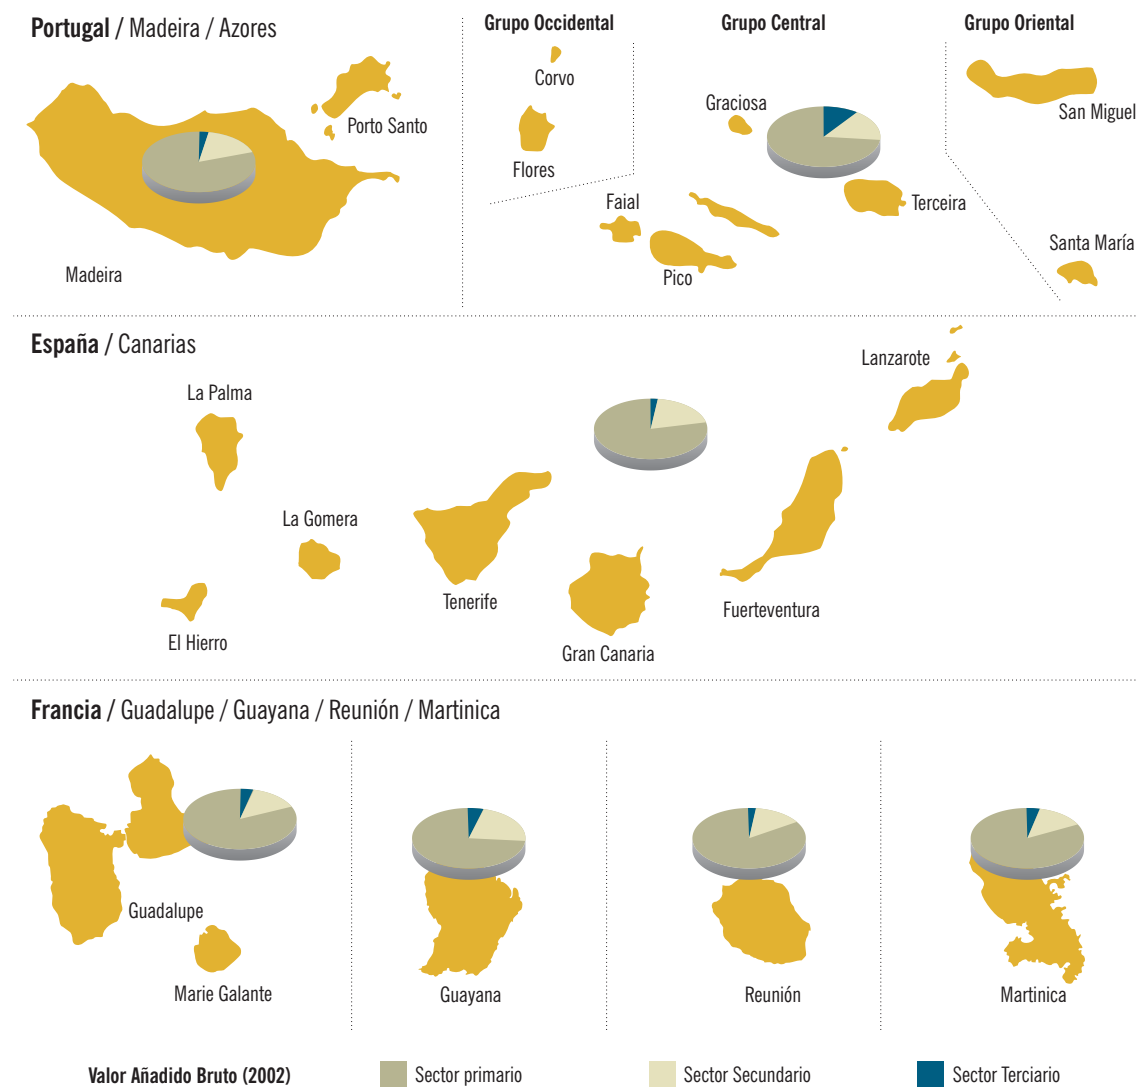 Portugal / Madeira / Azores
Grupo Occidental
Grupo Central
Grupo Oriental
Corvo
Porto Santo
Graciosa
San Miguel
Flores
Faial
Terceira
Santa María
Madeira
Pico
España / Canarias
Lanzarote
La Palma
La Gomera
Tenerife
Fuerteventura
El Hierro
Gran Canaria
Francia / Guadalupe / Guayana / Reunión / Martinica
Guadalupe
Marie Galante
Guayana
Reunión
Martinica
Valor Añadido Bruto (2002)
Sector primario
Sector Secundario
Sector Terciario